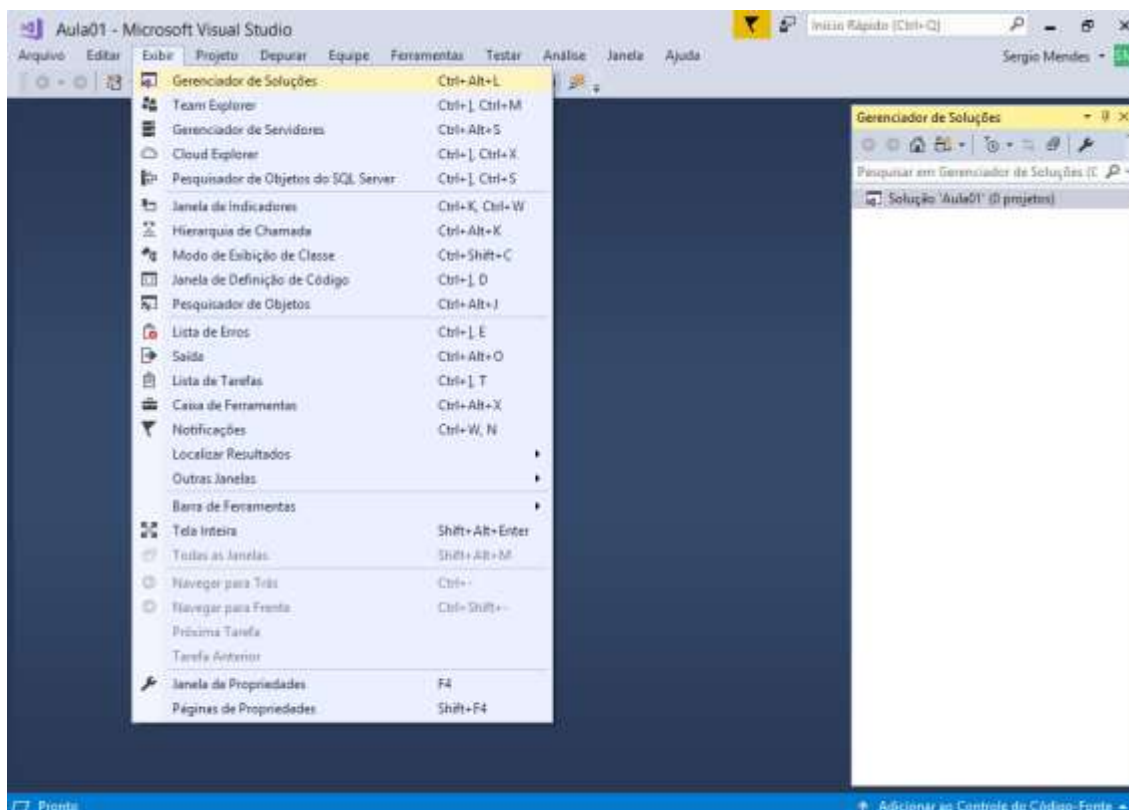 Aula01 - Microsoft Visual Studio
Início Rápido (Ctrl+Q)
Arquivo Editar Exibir Projeto Depurar Equipe Ferramentas Testar Análise Janela Ajuda
Sergio Mendes
Gerenciador de Soluções Ctrl+Alt+L
Team Explorer Ctrl+], Ctrl+M
Gerenciador de Servidores Ctrl+Alt+S
Cloud Explorer Ctrl+], Ctrl+X
Pesquisador de Objetos do SQL Server Ctrl+], Ctrl+S
Janela de Indicadores Ctrl+K, Ctrl+W
Hierarquia de Chamada Ctrl+Alt+K
Modo de Exibição de Classe Ctrl+Shift+C
Janela de Definição de Código Ctrl+], D
Pesquisador de Objetos Ctrl+Alt+J
Lista de Erros Ctrl+], E
Saída Ctrl+Alt+O
Lista de Tarefas Ctrl+], T
Caixa de Ferramentas Ctrl+Alt+X
Notificações Ctrl+W, N
Localizar Resultados
Outras Janelas
Barra de Ferramentas
Tela Inteira Shift+Alt+Enter
Todas as Janelas Shift+Alt+M
Navegar para Trás Ctrl+-
Navegar para Frente Ctrl+Shift+-
Próxima Tarefa
Tarefa Anterior
Janela de Propriedades F4
Páginas de Propriedades Shift+F4
Gerenciador de Soluções
Pesquisar em Gerenciador de Soluções (C
Solução 'Aula01' (0 projetos)
Pronto
Adicionar ao Controle do Código-Fonte